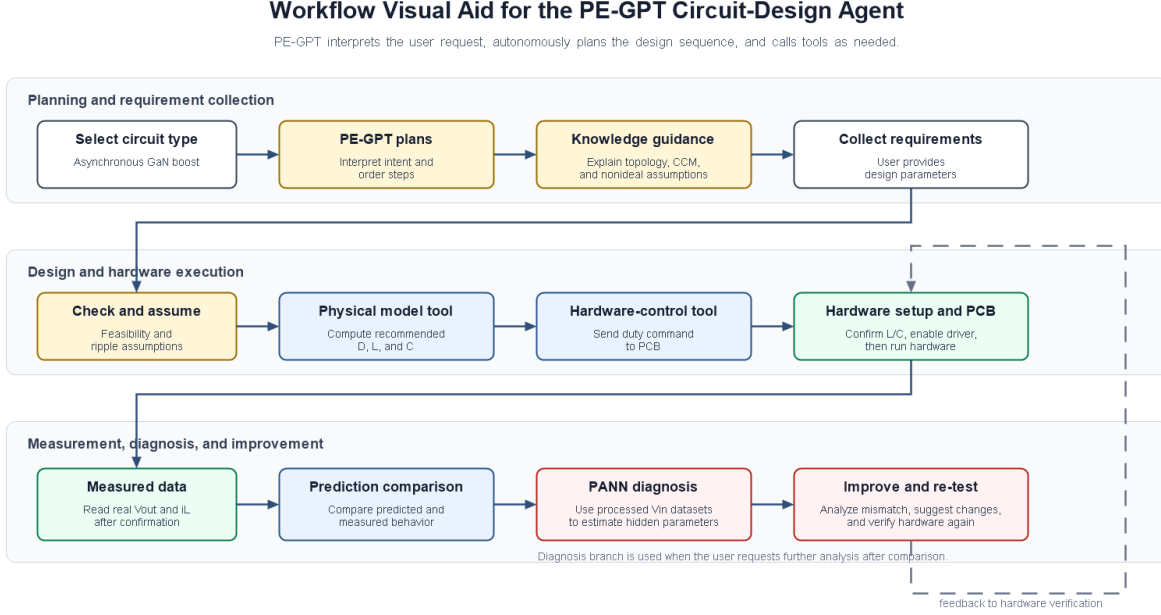 Workflow Visual Aid for the PE-GPT Circuit-Design Agent
PE-GPT interprets the user request, autonomously plans the design sequence, and calls tools as needed.
Planning and requirement collection
Select circuit type
Asynchronous GaN boost
PE-GPT plans
Interpret intent and
order steps
Knowledge guidance
Explain topology, CCM,
and nonideal assumptions
Collect requirements
User provides
design parameters
Design and hardware execution
Check and assume
Feasibility and
ripple assumptions
Physical model tool
Compute recommended
D, L, and C
Hardware-control tool
Send duty command
to PCB
Hardware setup and PCB
Confirm L/C, enable driver,
then run hardware
Measurement, diagnosis, and improvement
Measured data
Read real Vout and iL
after confirmation
Prediction comparison
Compare predicted and
measured behavior
PANN diagnosis
Use processed Vin datasets
to estimate hidden parameters
Improve and re-test
Analyze mismatch, suggest changes,
and verify hardware again
Diagnosis branch is used when the user requests further analysis after comparison.
feedback to hardware verification